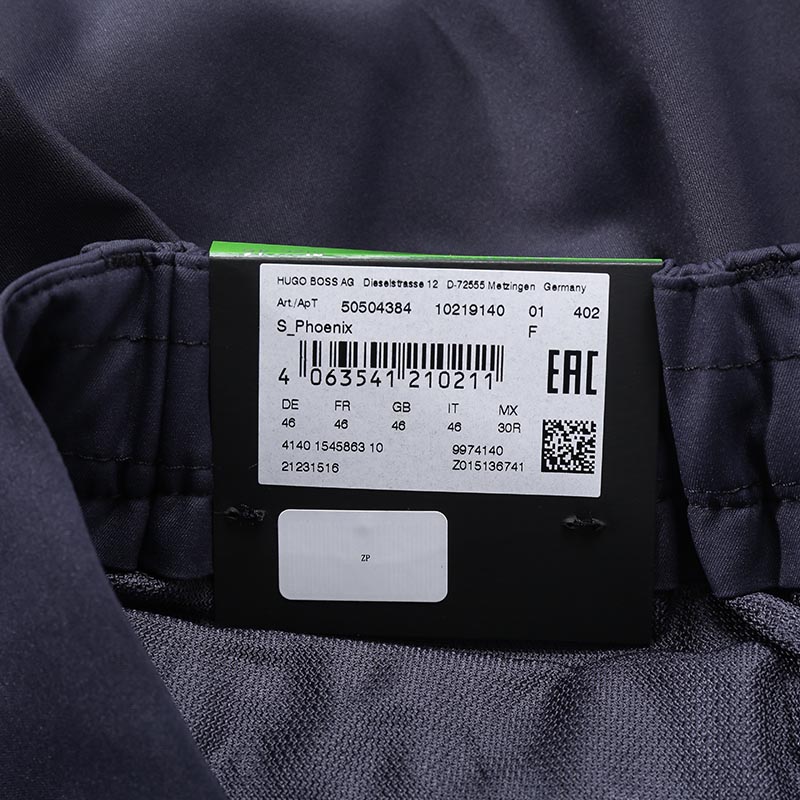 HUGO BOSS AG Dieselstrasse 12 D-72555 Metzingen Germany
Art./ApT 50504384 10219140 01 402
S_Phoenix F
4 063541 210211
EAC
DE FR GB IT MX
46 46 46 46 30R
4140 1545863 10 9974140
21231516 Z015136741
ZP